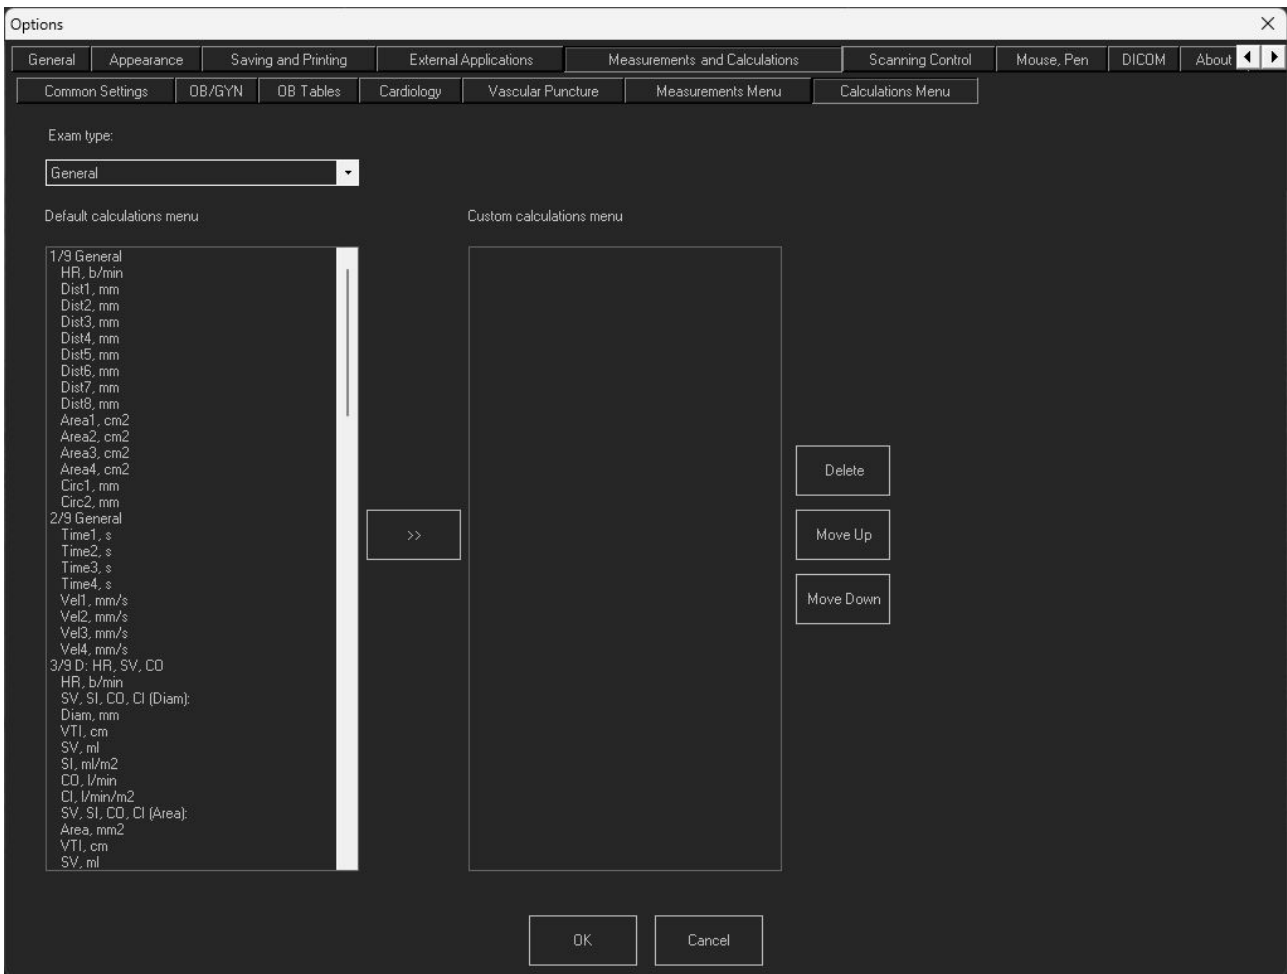 Options
General Appearance Saving and Printing External Applications Measurements and Calculations Scanning Control Mouse, Pen DICOM About
Common Settings OB/GYN OB Tables Cardiology Vascular Puncture Measurements Menu Calculations Menu
Exam type:
General
Default calculations menu
1/9 General
HR, b/min
Dist1, mm
Dist2, mm
Dist3, mm
Dist4, mm
Dist5, mm
Dist6, mm
Dist7, mm
Dist8, mm
Area1, cm2
Area2, cm2
Area3, cm2
Area4, cm2
Circ1, mm
Circ2, mm
2/9 General
Time1, s
Time2, s
Time3, s
Time4, s
Vel1, mm/s
Vel2, mm/s
Vel3, mm/s
Vel4, mm/s
3/9 D: HR, SV, CO
HR, b/min
SV, SI, CO, CI (Diam):
Diam, mm
VTI, cm
SV, ml
SI, ml/m2
CO, l/min
CI, l/min/m2
SV, SI, CO, CI (Area):
Area, mm2
VTI, cm
SV, ml
>>
Custom calculations menu
Delete
Move Up
Move Down
OK Cancel